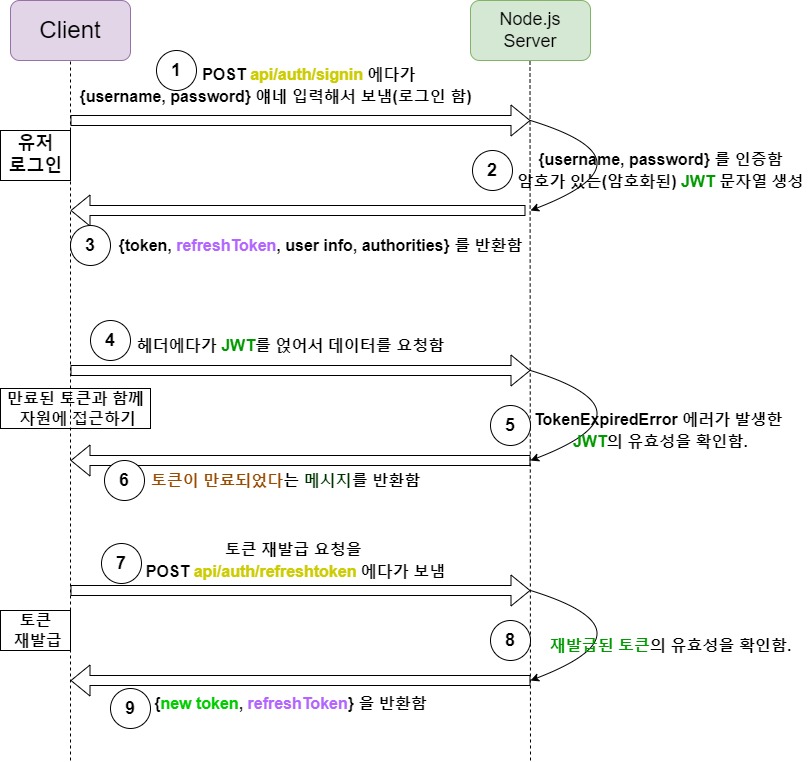 Client
Node.js
Server
1
POST api/auth/signin 에다가
{username, password} 얘네 입력해서 보냄(로그인 함)
유저
로그인
2
{username, password} 를 인증함
암호가 있는(암호화된) JWT 문자열 생성
3
{token, refreshToken, user info, authorities} 를 반환함
4
헤더에다가 JWT를 얹어서 데이터를 요청함
만료된 토큰과 함께
자원에 접근하기
5
TokenExpiredError 에러가 발생한
JWT의 유효성을 확인함.
6
토큰이 만료되었다는 메시지를 반환함
7
토큰 재발급 요청을
POST api/auth/refreshtoken 에다가 보냄
토큰
재발급
8
재발급된 토큰의 유효성을 확인함.
9
{new token, refreshToken} 을 반환함